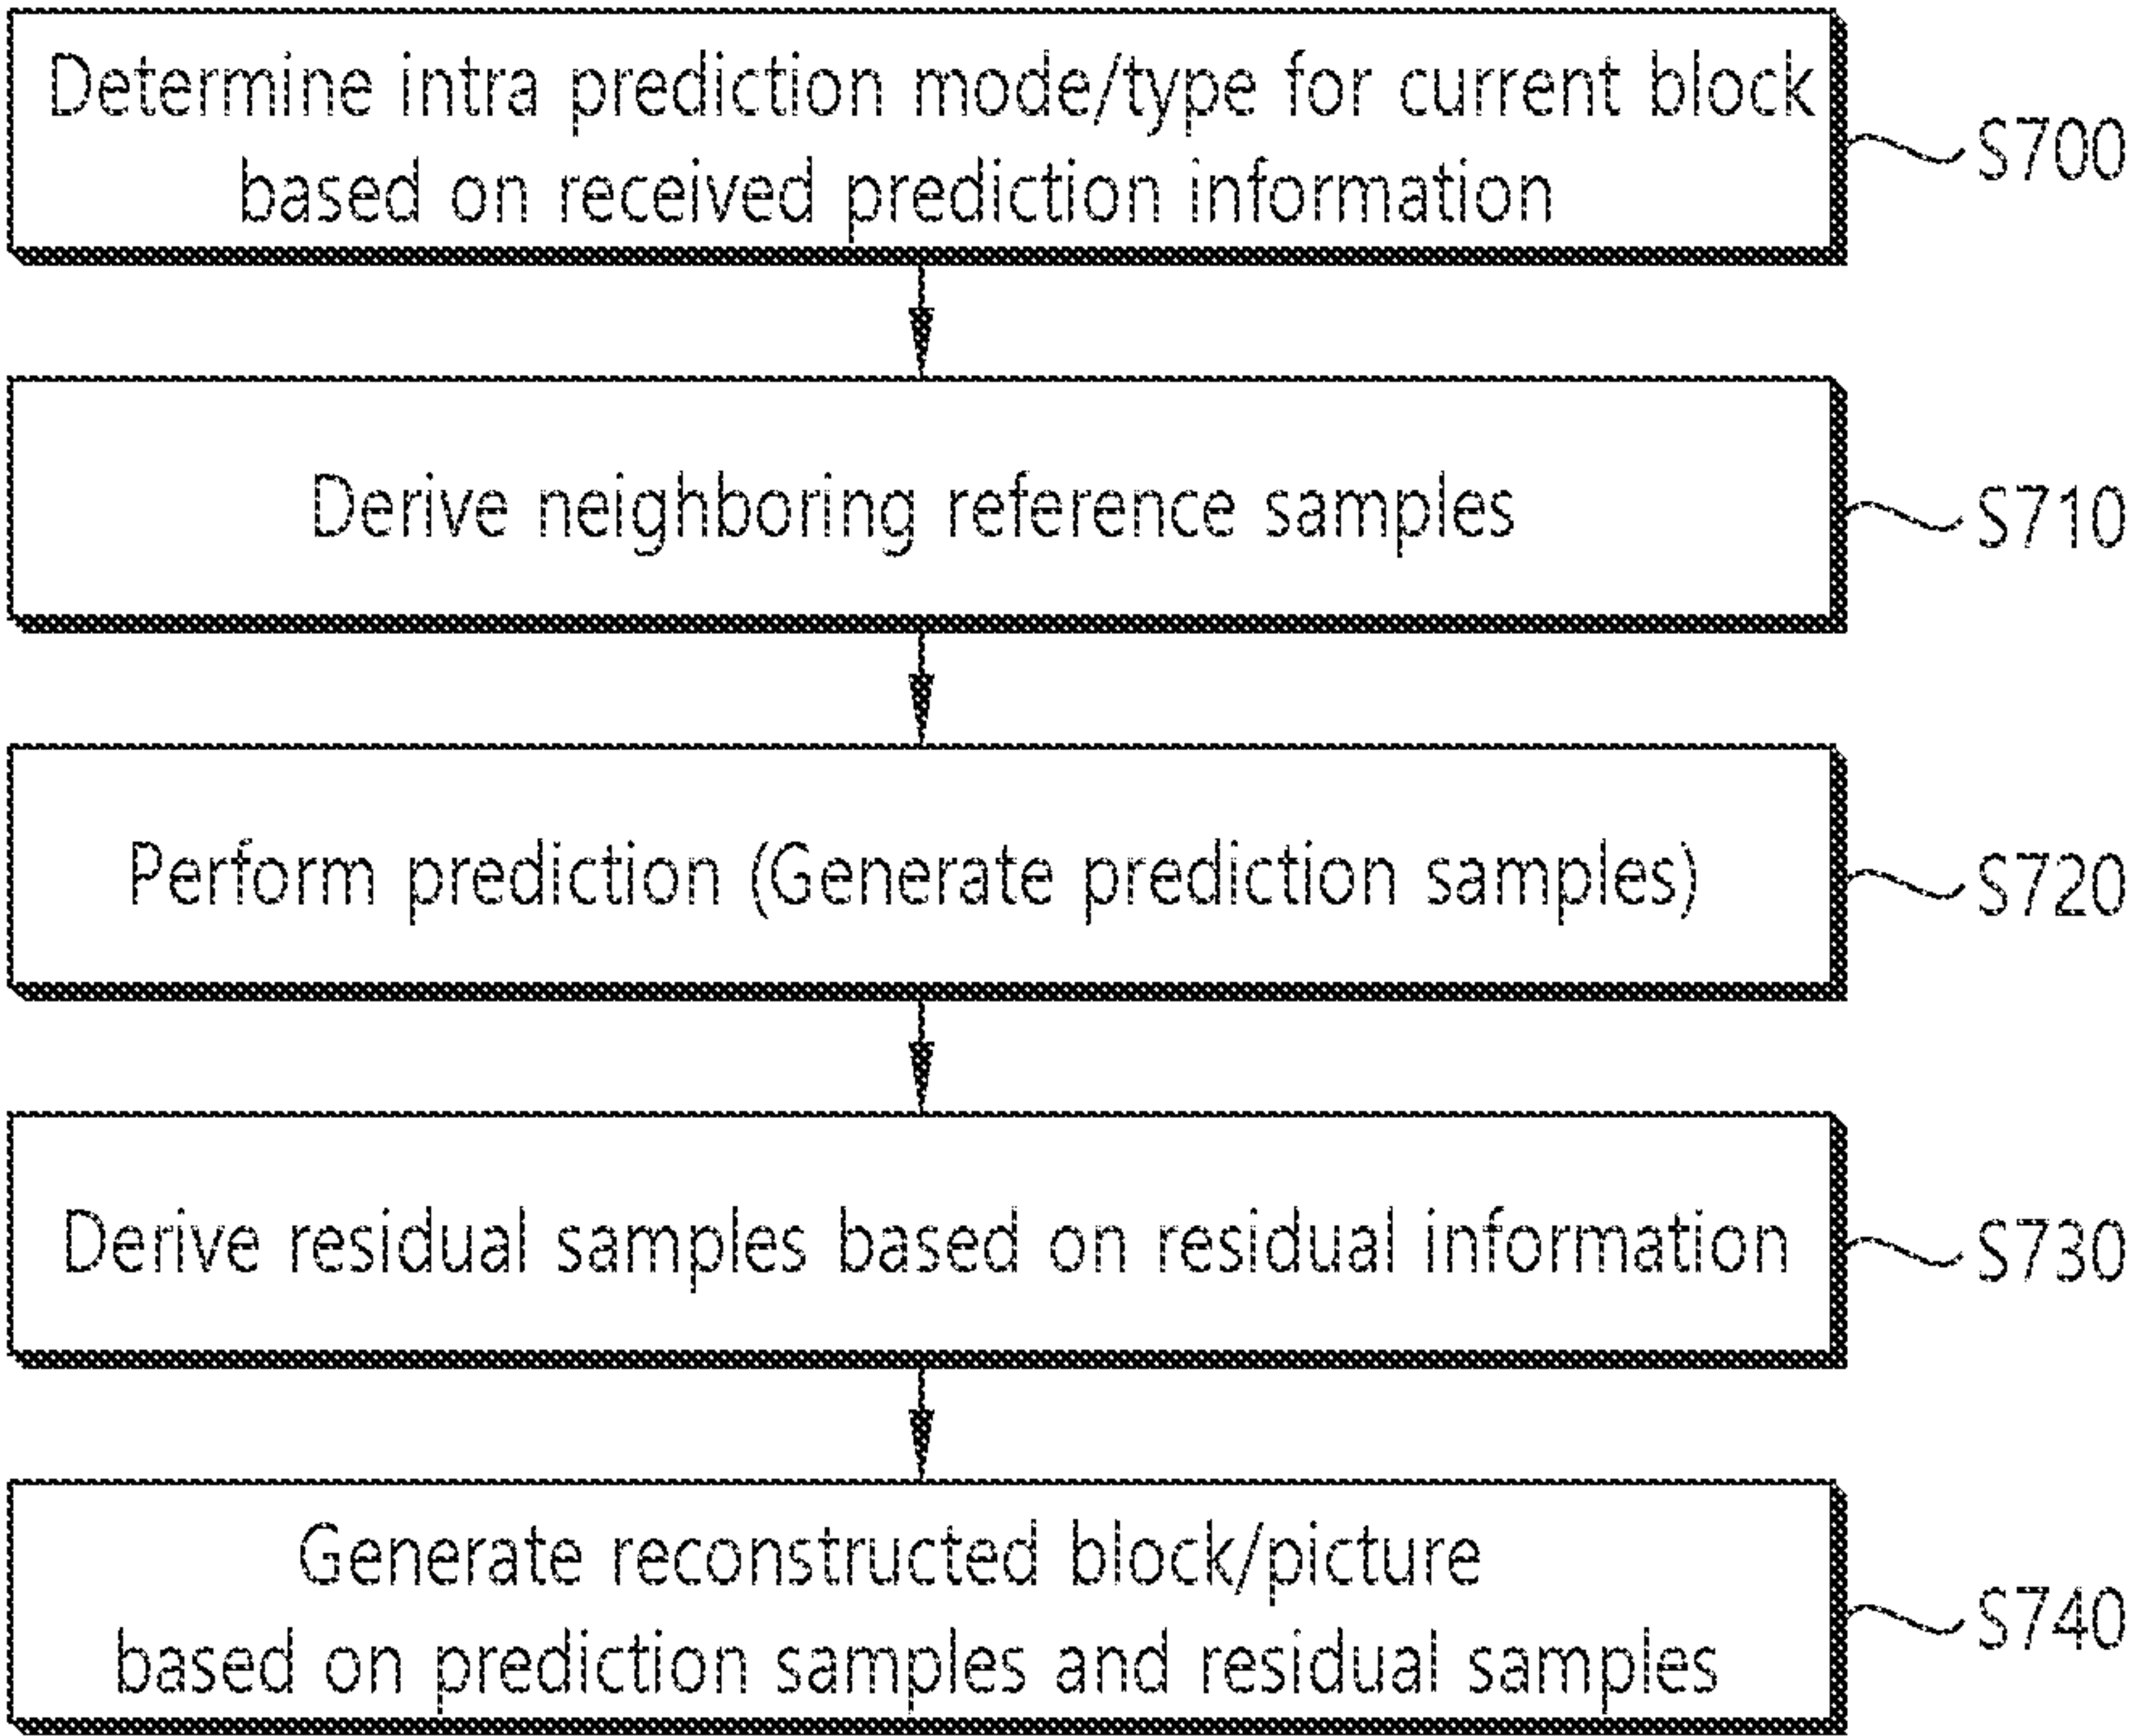 Determine intra prediction mode/type for current block
based on received prediction information
S700
Derive neighboring reference samples
S710
Perform prediction (Generate prediction samples)
S720
Derive residual samples based on residual information
S730
Generate reconstructed block/picture
based on prediction samples and residual samples
S740